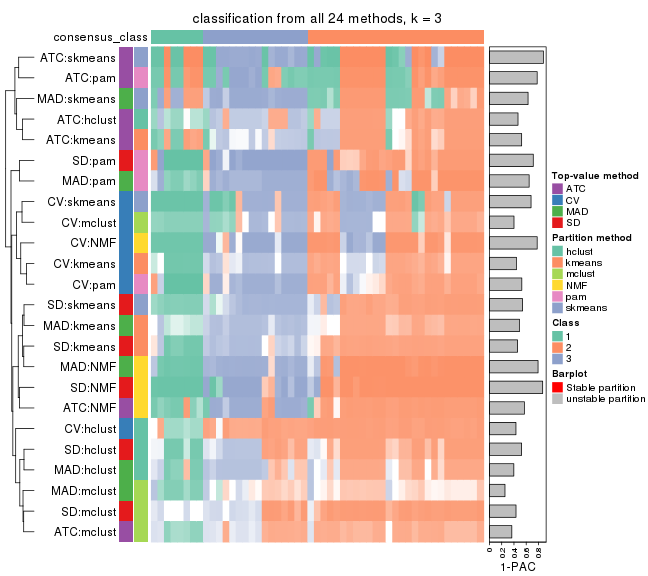 classification from all 24 methods, k = 3
consensus_class
ATC:skmeans
ATC:pam
MAD:skmeans
ATC:hclust
ATC:kmeans
SD:pam
MAD:pam
CV:skmeans
CV:mclust
CV:NMF
CV:kmeans
CV:pam
SD:skmeans
MAD:kmeans
SD:kmeans
MAD:NMF
SD:NMF
ATC:NMF
CV:hclust
SD:hclust
MAD:hclust
MAD:mclust
SD:mclust
ATC:mclust
0 0.2 0.4 0.6 0.8
1-PAC
Top-value method
ATC
CV
MAD
SD
Partition method
hclust
kmeans
mclust
NMF
pam
skmeans
Class
1
2
3
Barplot
Stable partition
unstable partition